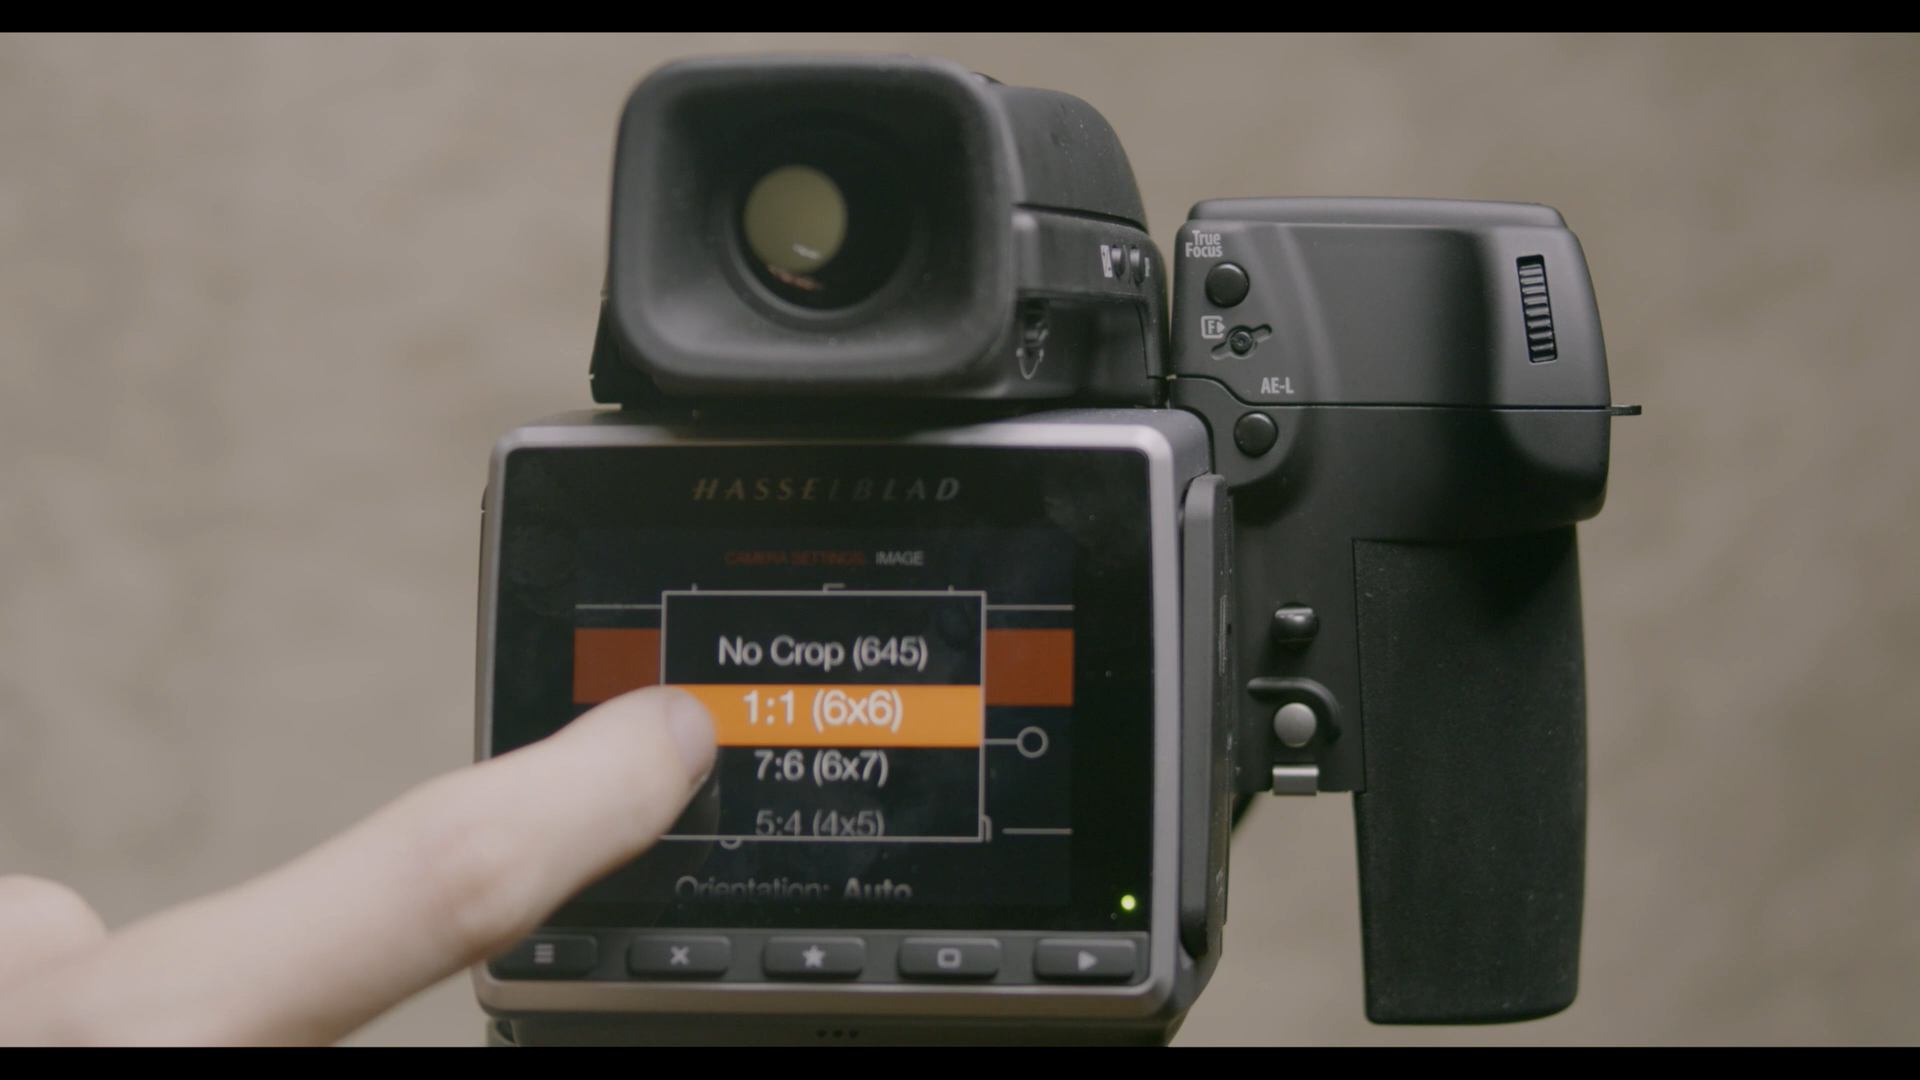 True
Focus
F
AE-L
HASSELBLAD
CAMERA SETTINGS: IMAGE
No Crop (645)
1:1 (6x6)
7:6 (6x7)
5:4 (4x5)
Orientation: Auto